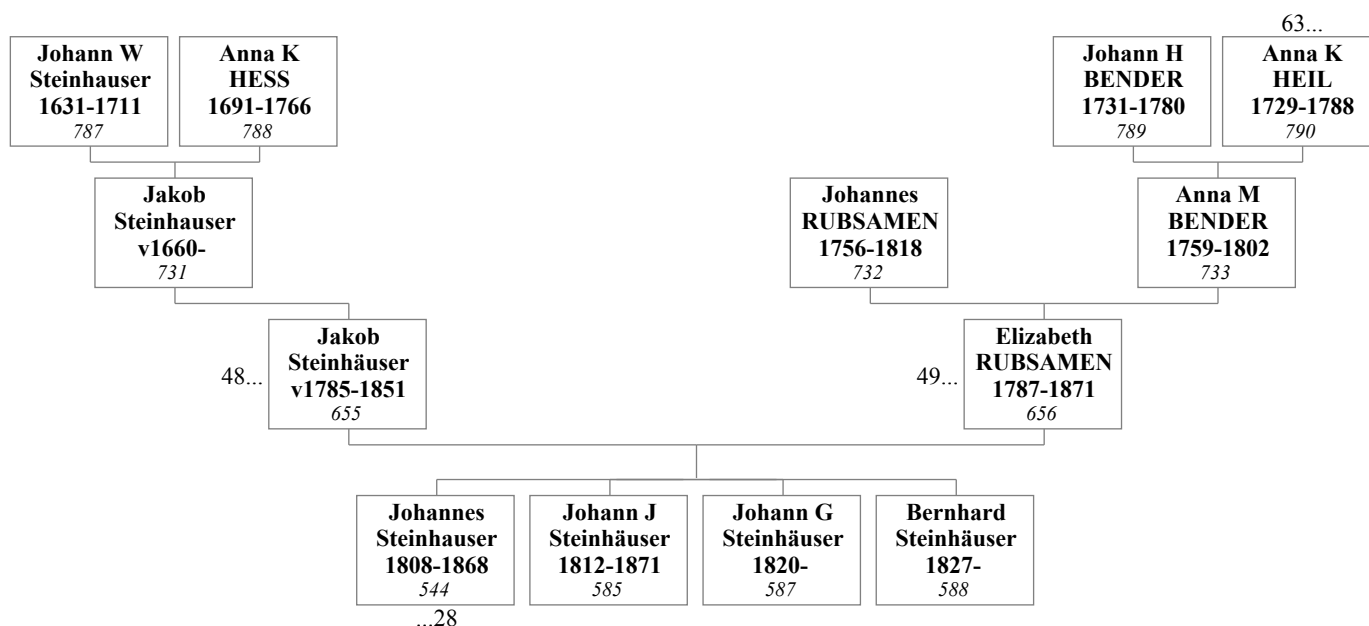 63...
Johann W
Steinhauser
1631-1711
787
Anna K
HESS
1691-1766
788
Johann H
BENDER
1731-1780
789
Anna K
HEIL
1729-1788
790
Jakob
Steinhauser
v1660-
731
Johannes
RUBSAMEN
1756-1818
732
Anna M
BENDER
1759-1802
733
48...
Jakob
Steinhäuser
v1785-1851
655
49...
Elizabeth
RUBSAMEN
1787-1871
656
Johannes
Steinhauser
1808-1868
544
Johann J
Steinhäuser
1812-1871
585
Johann G
Steinhäuser
1820-
587
Bernhard
Steinhäuser
1827-
588
...28